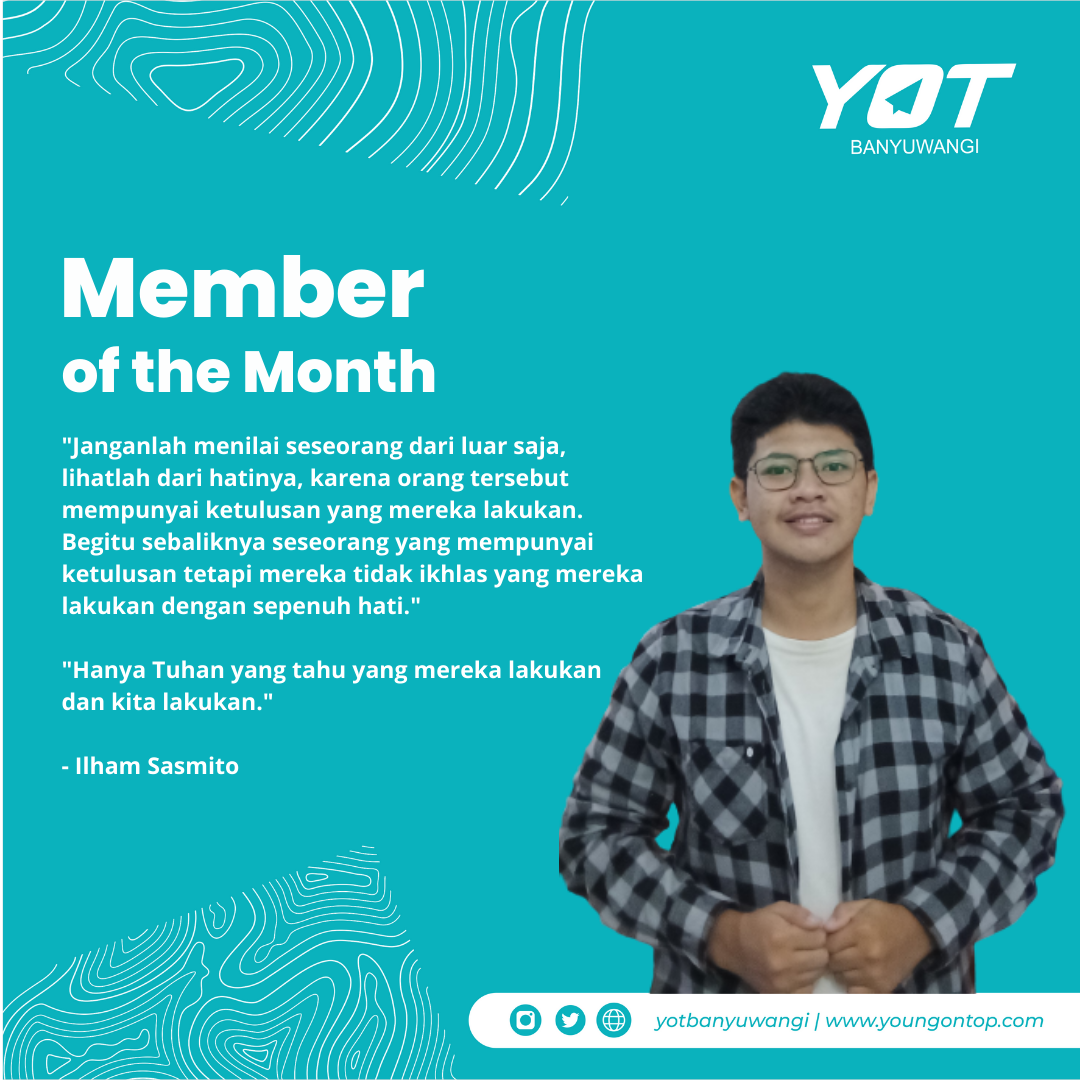 YOT
BANYUWANGI
Member
of the Month
"Janganlah menilai seseorang dari luar saja,
lihatlah dari hatinya, karena orang tersebut
mempunyai ketulusan yang mereka lakukan.
Begitu sebaliknya seseorang yang mempunyai
ketulusan tetapi mereka tidak ikhlas yang mereka
lakukan dengan sepenuh hati."
"Hanya Tuhan yang tahu yang mereka lakukan
dan kita lakukan."
- Ilham Sasmito
yotbanyuwangi | www.youngontop.com